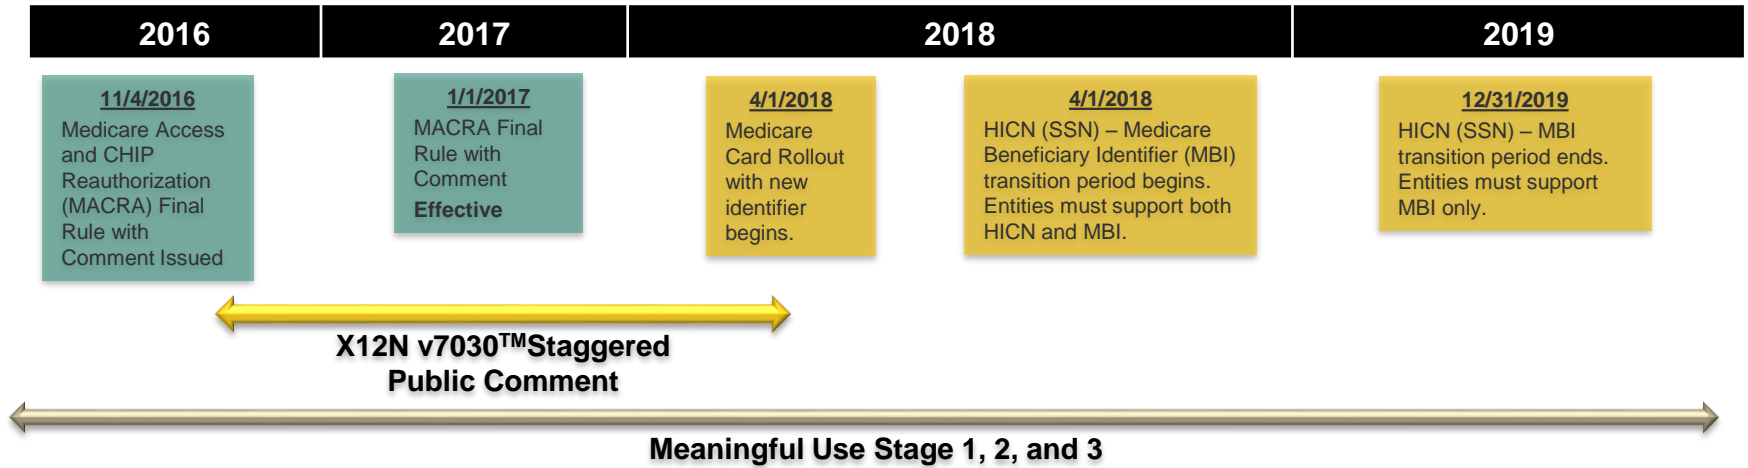 2016
2017
2018
2019
11/4/2016
Medicare Access
and CHIP
Reauthorization
(MACRA) Final
Rule with
Comment Issued
1/1/2017
MACRA Final
Rule with
Comment
Effective
4/1/2018
Medicare
Card Rollout
with new
identifier
begins.
4/1/2018
HICN (SSN) – Medicare
Beneficiary Identifier (MBI)
transition period begins.
Entities must support both
HICN and MBI.
12/31/2019
HICN (SSN) – MBI
transition period ends.
Entities must support
MBI only.
X12N v7030TMStaggered
Public Comment
Meaningful Use Stage 1, 2, and 3